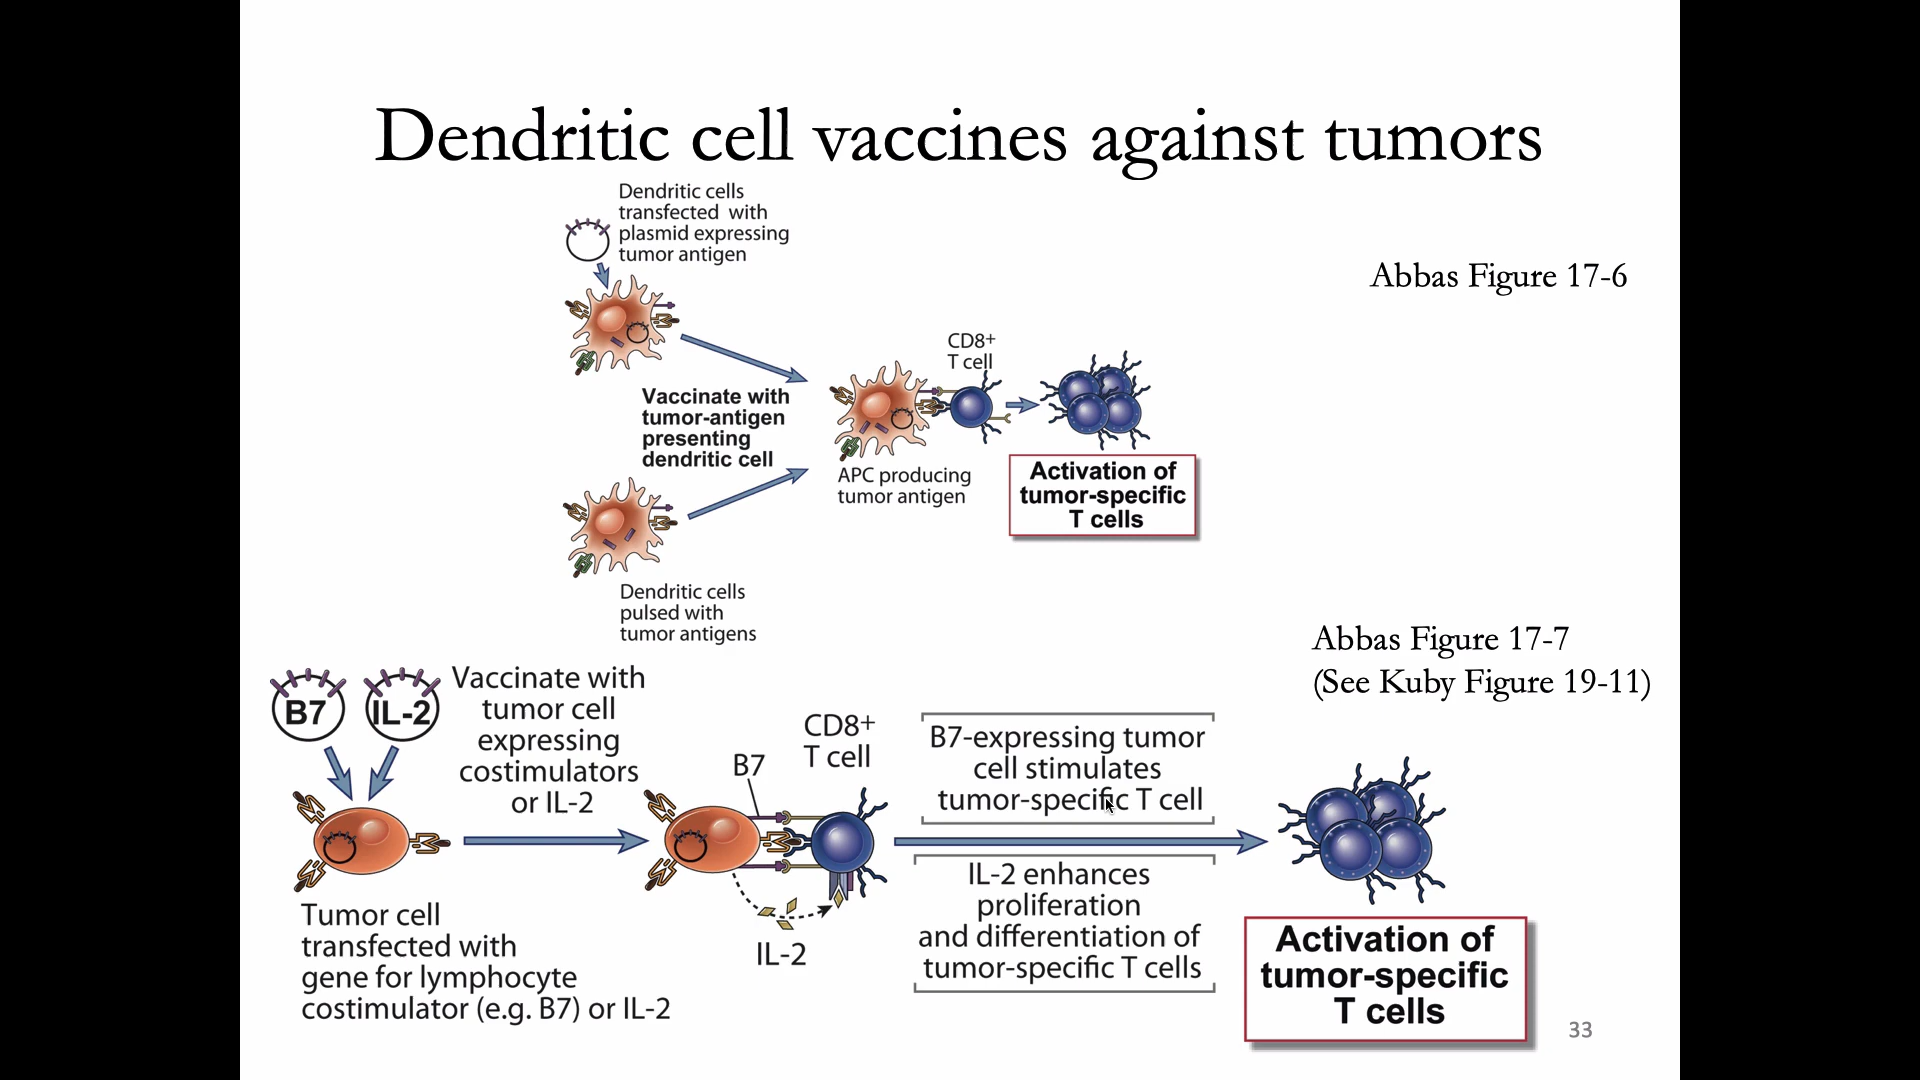 Dendritic cell vaccines against tumors
Dendritic cells
transfected with
plasmid expressing
tumor antigen
Abbas Figure 17-6
CD8+
T cell
Vaccinate with
tumor-antigen
presenting
dendritic cell
APC producing
tumor antigen
Activation of
tumor-specific
T cells
Dendritic cells
pulsed with
tumor antigens
Abbas Figure 17-7
(See Kuby Figure 19-11)
B7
IL-2
Vaccinate with
tumor cell
expressing
costimulators
or IL-2
B7
CD8+
T cell
B7-expressing tumor
cell stimulates
tumor-specific T cell
IL-2 enhances
proliferation
and differentiation of
tumor-specific T cells
Tumor cell
transfected with
gene for lymphocyte
costimulator (e.g. B7) or IL-2
IL-2
Activation of
tumor-specific
T cells
33